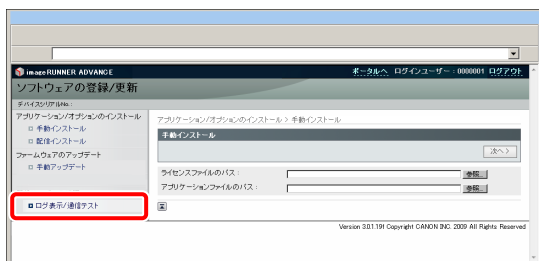 imageRUNNER ADVANCE
ポータルへ ログインユーザー : 0000001 ログアウト
ソフトウェアの登録/更新
デバイスシリアルNo. :
アプリケーション/オプションのインストール
手動インストール
配信インストール
ファームウェアのアップデート
手動アップデート
ログ表示/通信テスト
アプリケーション/オプションのインストール > 手動インストール
手動インストール
次へ >
ライセンスファイルのパス :
参照...
アプリケーションファイルのパス :
参照...
Version 3.0.1.191 Copyright CANON INC. 2009 All Rights Reserved